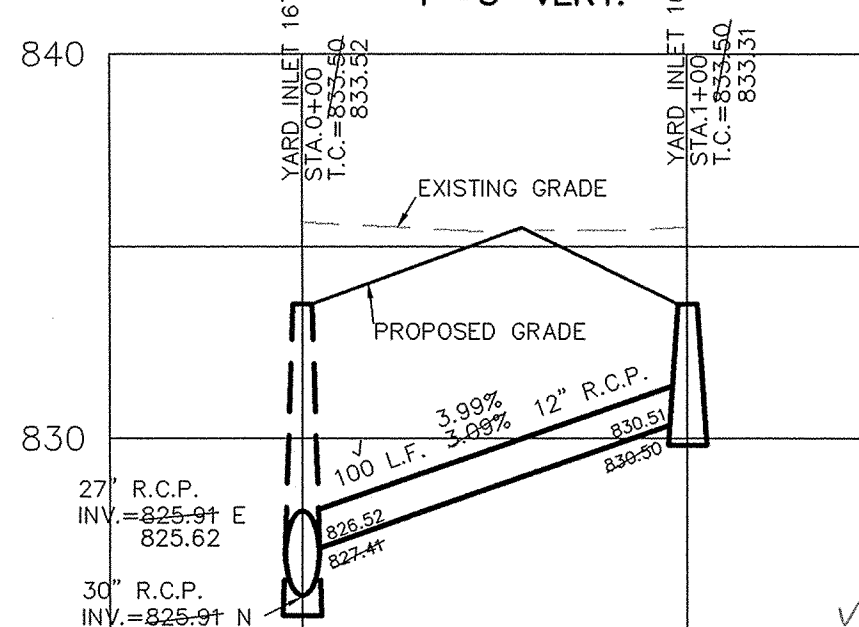 VERT.
840
YARD INLET
STA.0+00
T.C.=833.50
833.52
YARD INLET
STA.1+00
T.C.=833.50
833.31
EXISTING GRADE
PROPOSED GRADE
3.99%
100 L.F. 3.09% 12" R.C.P.
830
830.51
830.50
826.52
827.41
27" R.C.P.
INV.=825.91 E
825.62
30" R.C.P.
INV.=825.91 N